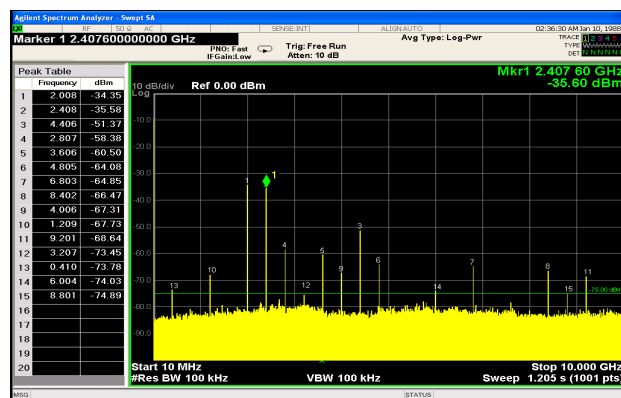 Agilent Spectrum Analyzer - Swept SA
RF 50 Ω AC SENSE:INT ALIGN AUTO 02:36:30 AM Jan 10, 1988
Marker 1 2.407600000000 GHz
Avg Type: Log-Pwr
TRACE 1 2 3 4 5
TYPE
DET N N N N N
PNO: Fast
IFGain:Low
Trig: Free Run
Atten: 10 dB
Peak Table
Frequency dBm
1 2.008 -34.35
2 2.408 -35.58
3 4.406 -51.37
4 2.807 -58.38
5 3.606 -60.50
6 4.805 -64.08
7 6.803 -64.85
8 8.402 -66.47
9 4.006 -67.31
10 1.209 -67.73
11 9.201 -68.64
12 3.207 -73.45
13 0.410 -73.78
14 6.004 -74.03
15 8.801 -74.89
16
17
18
19
20
Mkr1 2.407 60 GHz
-35.60 dBm
10 dB/div Ref 0.00 dBm
Log
-10.0
-20.0
-30.0
-40.0
-50.0
-60.0
-70.0
-80.0
-90.0
1
1
3
4
5
6
7
8
9
10
11
12
13
14
15
-75.00 dBm
Start 10 MHz
Stop 10.000 GHz
#Res BW 100 kHz
VBW 100 kHz
Sweep 1.205 s (1001 pts)
MSG
STATUS